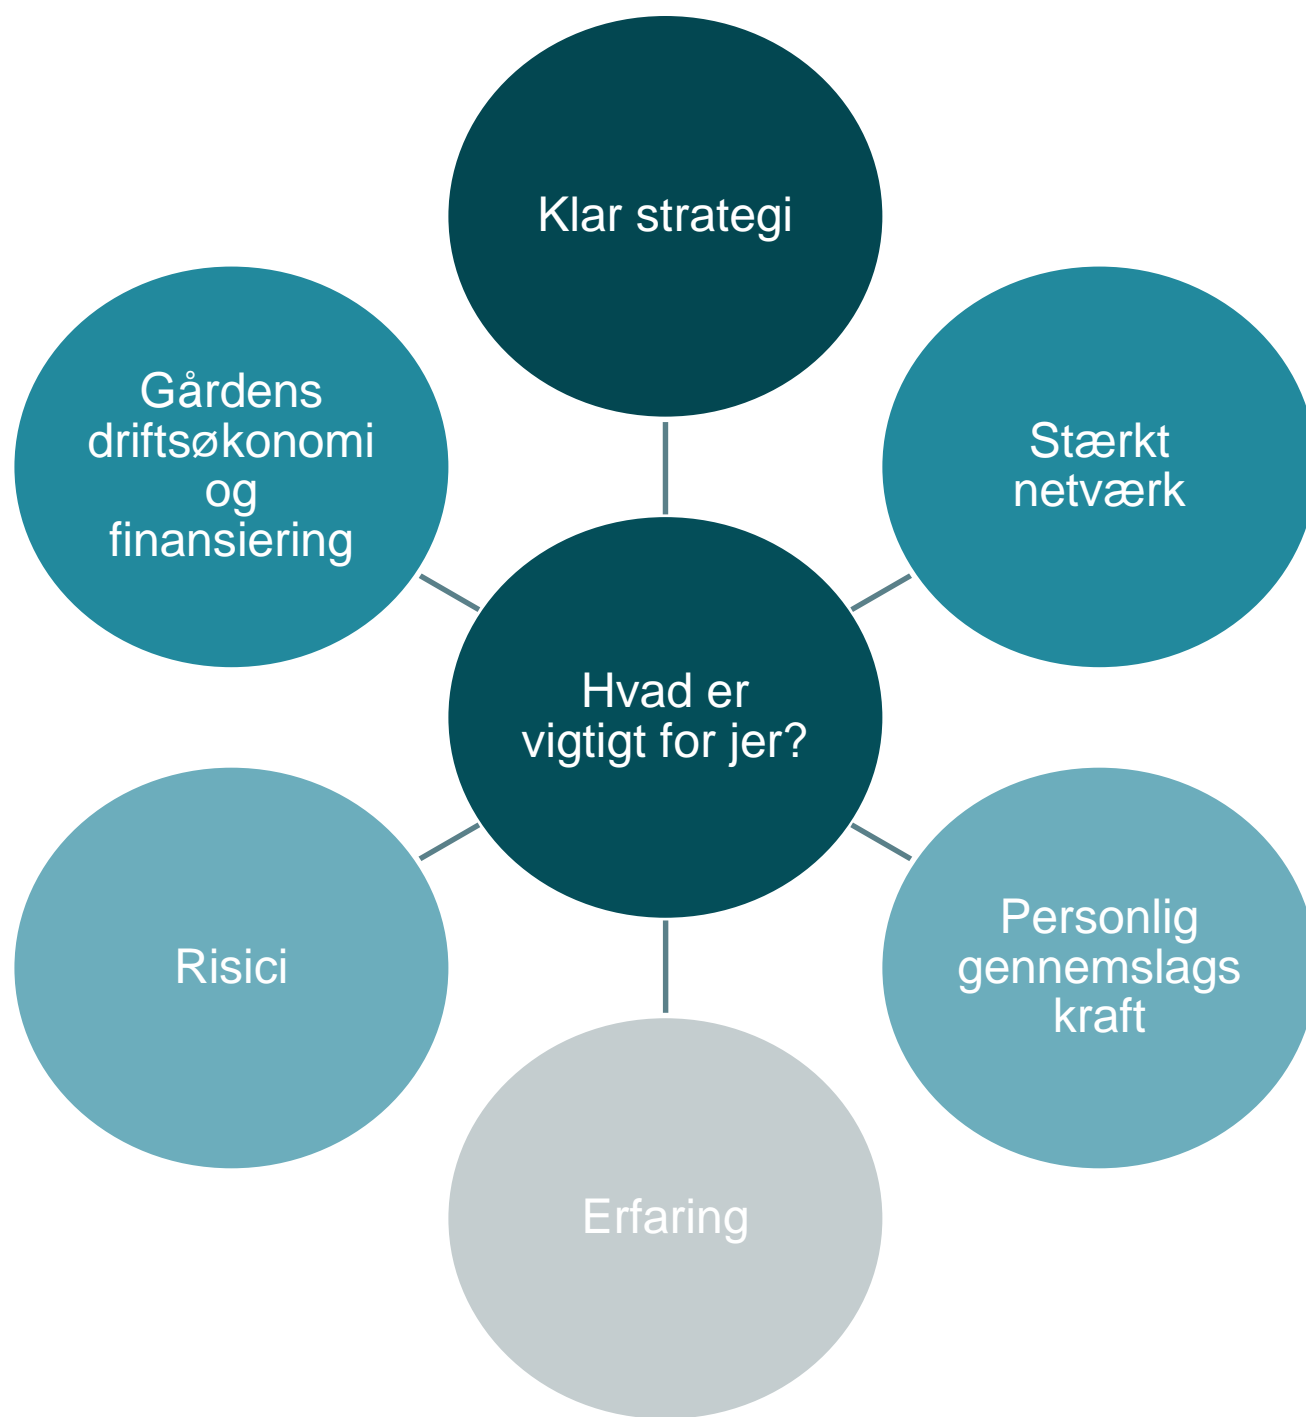 Klar strategi
Gårdens
driftsøkonomi
og
finansiering
Stærkt
netværk
Hvad er
vigtigt for jer?
Risici
Personlig
gennemslags
kraft
Erfaring